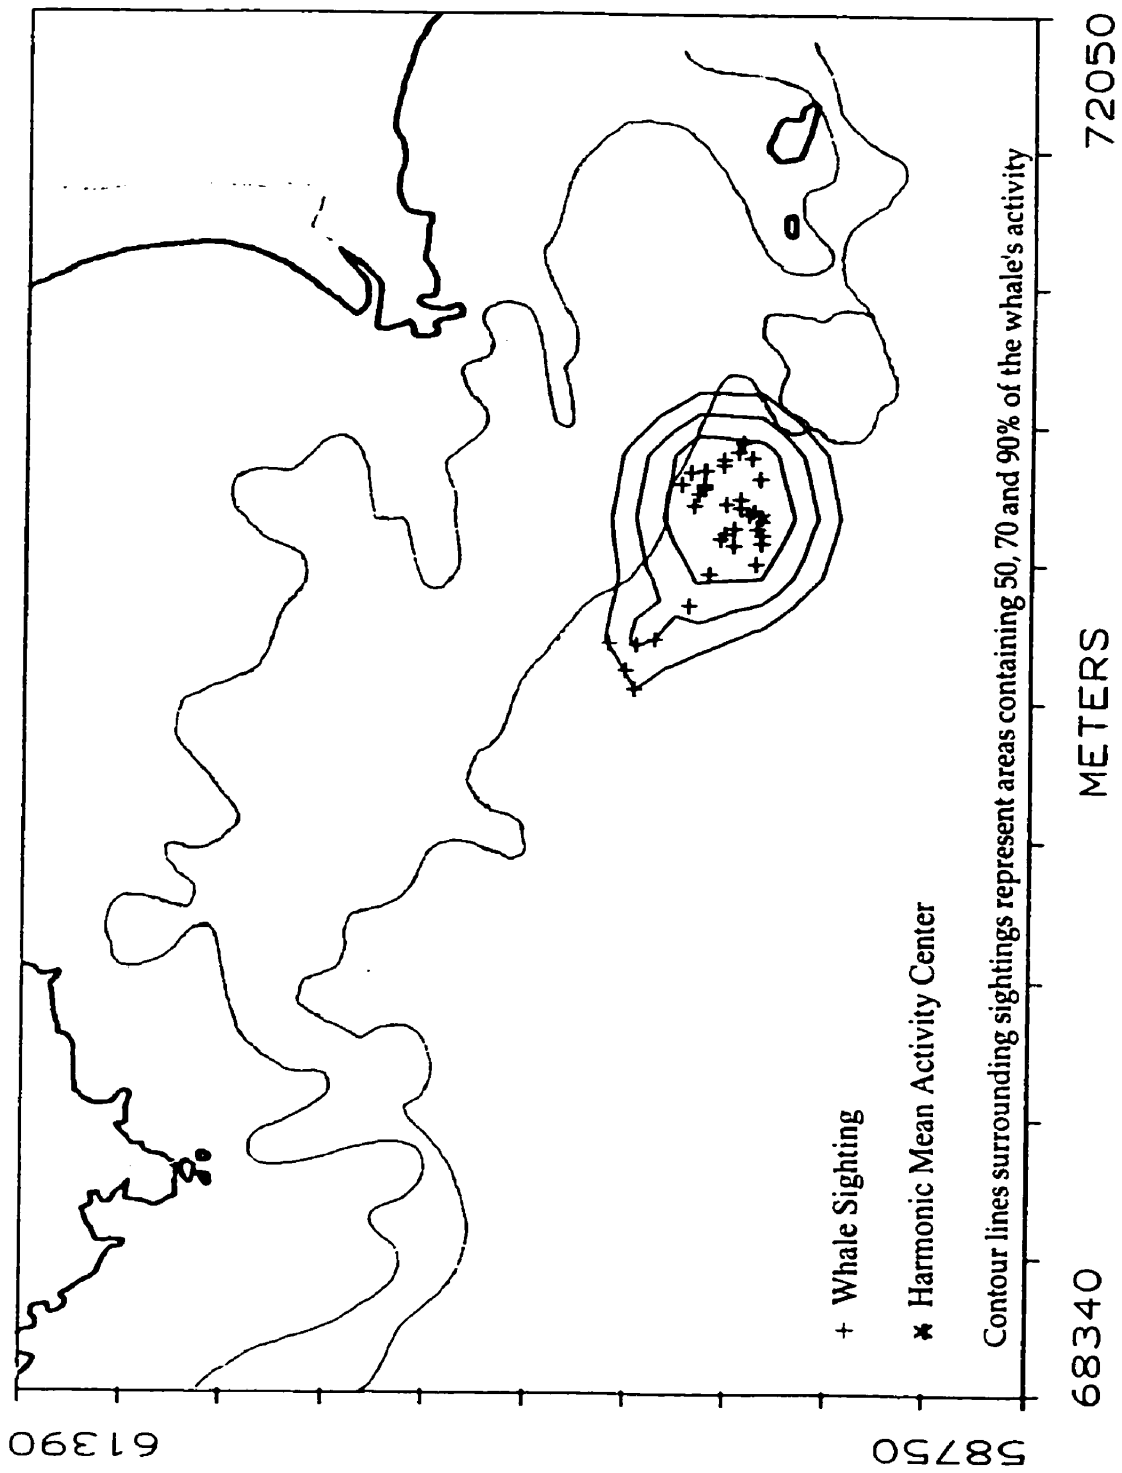 61390
58750
+ Whale Sighting
* Harmonic Mean Activity Center
Contour lines surrounding sightings represent areas containing 50, 70 and 90% of the whale's activity
68340
METERS
72050